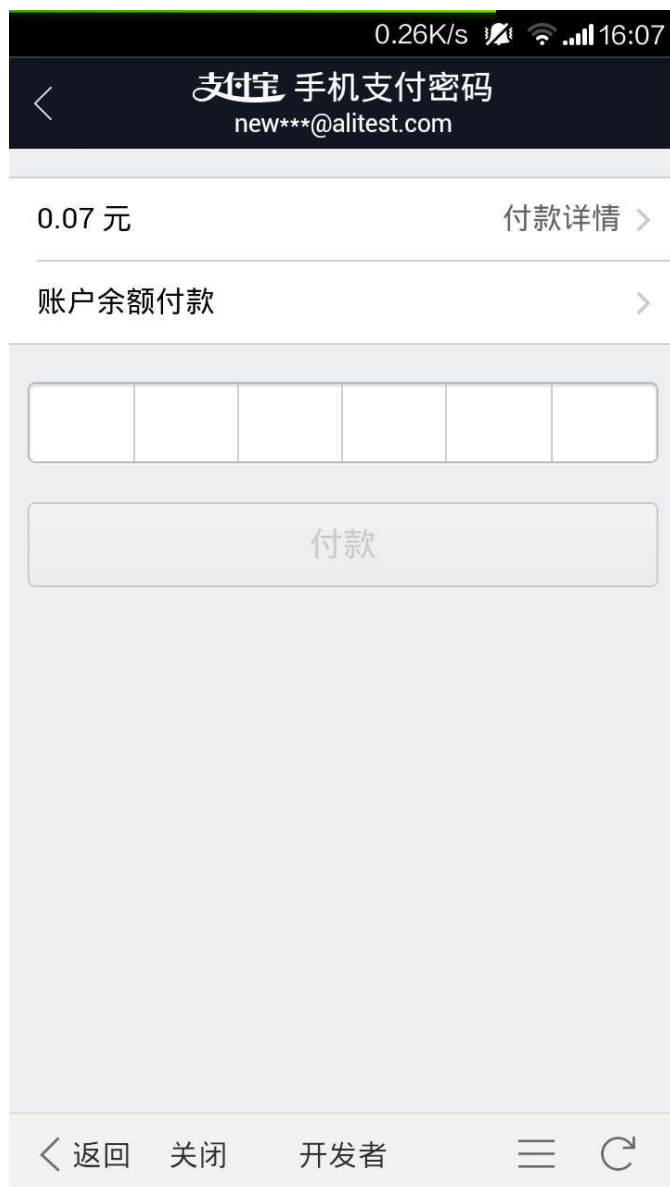 0.26K/s 16:07
支付宝 手机支付密码
new***@alitest.com
0.07 元 付款详情
账户余额付款
付款
返回 关闭 开发者